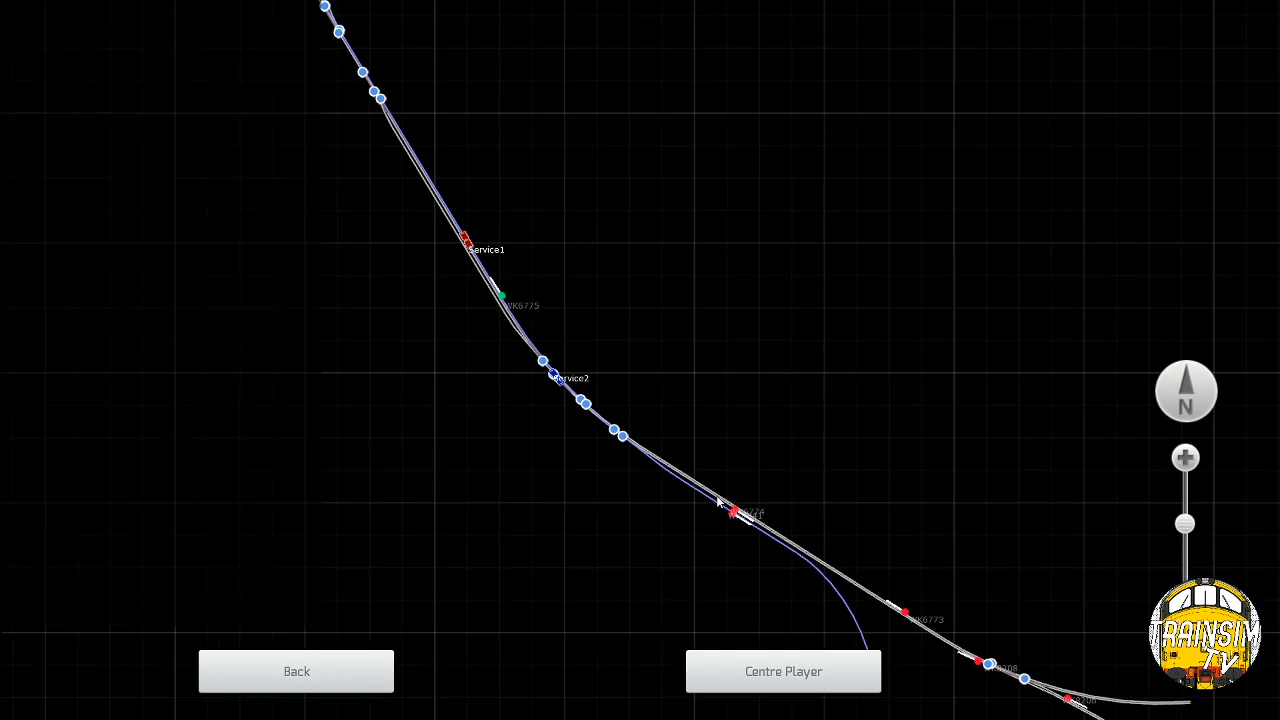 Service1
WK6775
Service2
WK6773
N
Back
Centre Player
TRAINSIM
TV